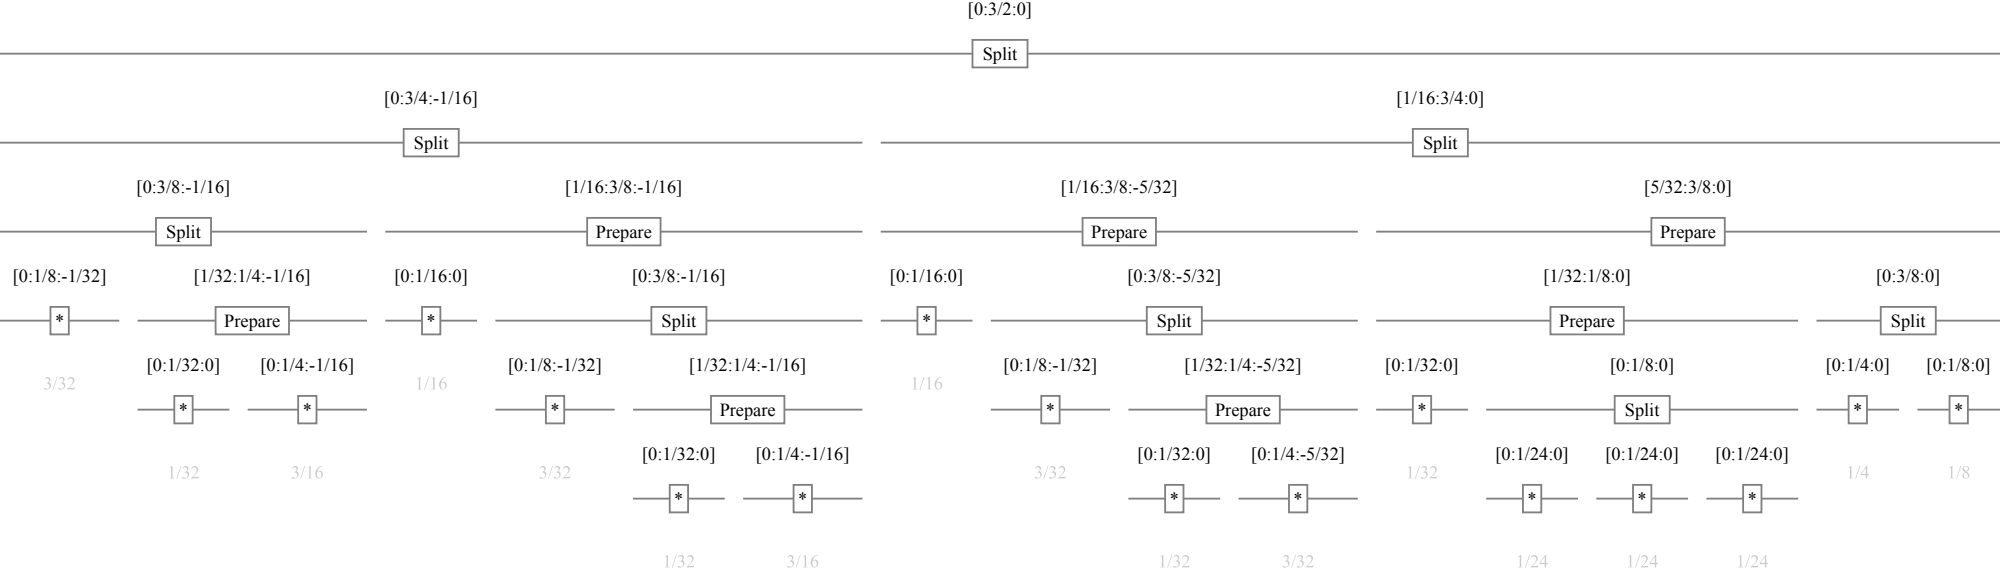 [0:3/2:0]
Split
[0:3/4:-1/16] [1/16:3/4:0]
Split Split
[0:3/8:-1/16] [1/16:3/8:-1/16] [1/16:3/8:-5/32] [5/32:3/8:0]
Split Prepare Prepare Prepare
[0:1/8:-1/32] [1/32:1/4:-1/16] [0:1/16:0] [0:3/8:-1/16] [0:1/16:0] [0:3/8:-5/32] [1/32:1/8:0] [0:3/8:0]
* Prepare * Split * Split Prepare Split
[0:1/32:0] [0:1/4:-1/16] [0:1/8:-1/32] [1/32:1/4:-1/16] [0:1/8:-1/32] [1/32:1/4:-5/32] [0:1/32:0] [0:1/8:0] [0:1/4:0] [0:1/8:0]
3/32 1/16 1/16
* * * Prepare * Prepare * Split * *
[0:1/32:0] [0:1/4:-1/16] [0:1/32:0] [0:1/4:-5/32] [0:1/24:0] [0:1/24:0] [0:1/24:0]
1/32 3/16 3/32 3/32 1/32 1/4 1/8
* * * * * * *
1/32 3/16 1/32 3/32 1/24 1/24 1/24